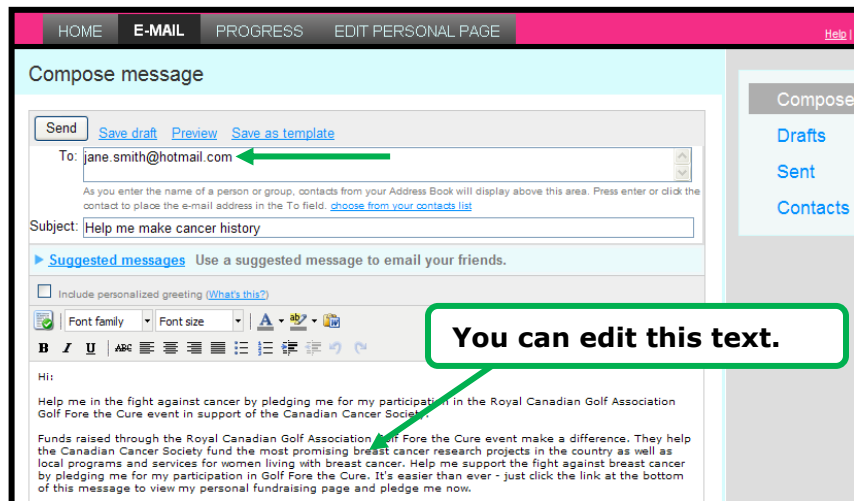 HOME E-MAIL PROGRESS EDIT PERSONAL PAGE
Help |
Compose message
Compose
Drafts
Sent
Contacts
Send Save draft Preview Save as template
To: jane.smith@hotmail.com
As you enter the name of a person or group, contacts from your Address Book will display above this area. Press enter or click the
contact to place the e-mail address in the To field. choose from your contacts list
Subject: Help me make cancer history
Suggested messages Use a suggested message to email your friends.
Include personalized greeting (What's this?)
Font family Font size A ab
B I U ABC
You can edit this text.
Hi:
Help me in the fight against cancer by pledging me for my participation in the Royal Canadian Golf Association
Golf Fore the Cure event in support of the Canadian Cancer Society.
Funds raised through the Royal Canadian Golf Association Golf Fore the Cure event make a difference. They help
the Canadian Cancer Society fund the most promising breast cancer research projects in the country as well as
local programs and services for women living with breast cancer. Help me support the fight against breast cancer
by pledging me for my participation in Golf Fore the Cure. It's easier than ever - just click the link at the bottom
of this message to view my personal fundraising page and pledge me now.